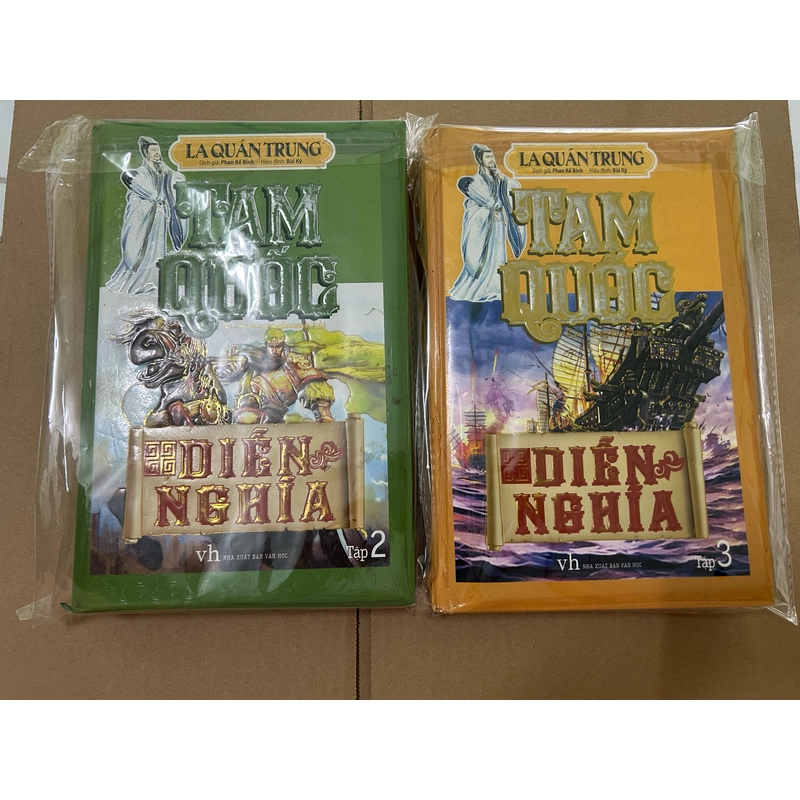 LA QUÁN TRUNG
Dịch giả: Phan Kế Bính Hiệu đính: Bùi Kỷ
TAM
QUỐC
DIỄN
NGHĨA
vh NHÀ XUẤT BẢN VĂN HỌC
Tập 2
LA QUÁN TRUNG
Dịch giả: Phan Kế Bính Hiệu đính: Bùi Kỷ
TAM
QUỐC
DIỄN
NGHĨA
vh NHÀ XUẤT BẢN VĂN HỌC
Tập 3